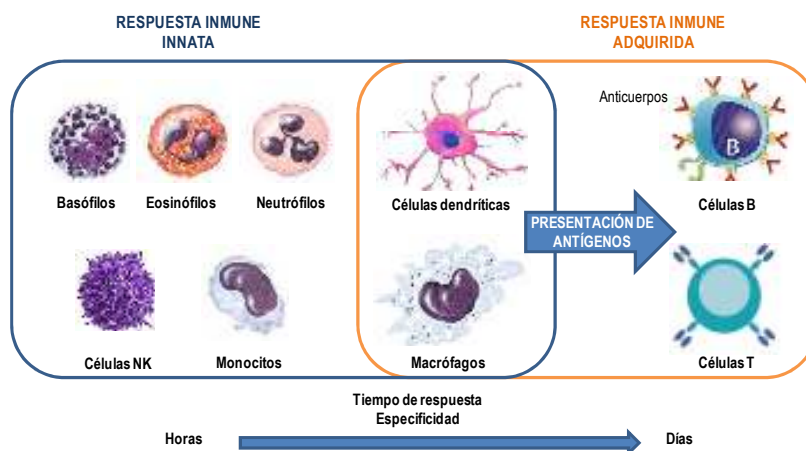 RESPUESTA INMUNE
INNATA
RESPUESTA INMUNE
ADQUIRIDA
Anticuerpos
B
Basófilos
Eosinófilos
Neutrófilos
Células dendríticas
Células B
PRESENTACIÓN DE
ANTÍGENOS
Células NK
Monocitos
Macrófagos
Células T
Tiempo de respuesta
Especificidad
Horas
Días